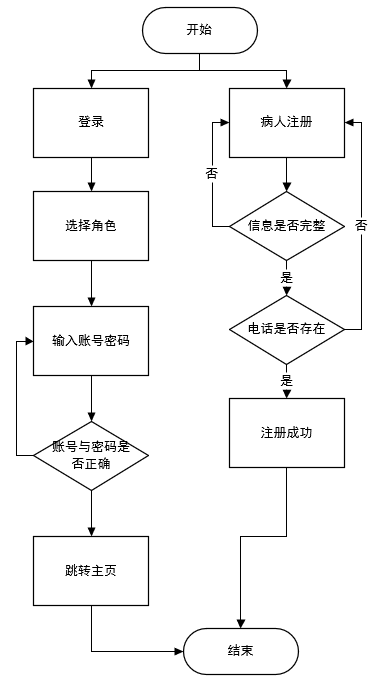 开始
登录
病人注册
否
选择角色
信息是否完整
否
是
输入账号密码
电话是否存在
是
账号与密码是
否正确
注册成功
跳转主页
结束